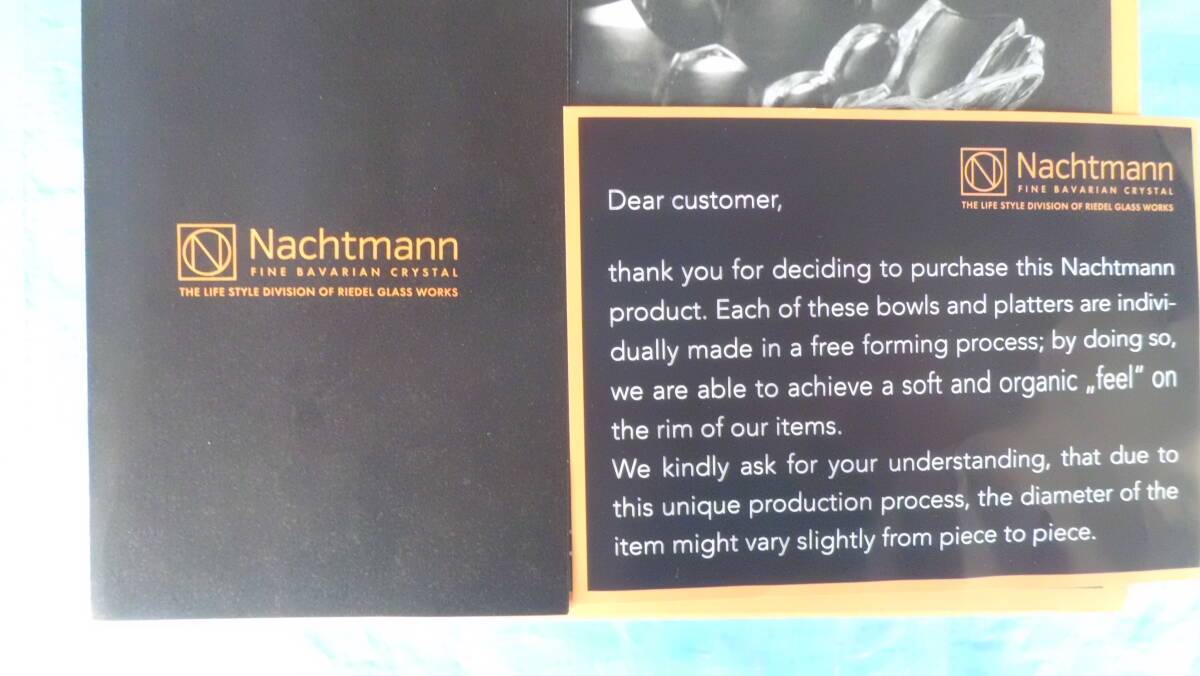 Nachtmann
FINE BAVARIAN CRYSTAL
THE LIFE STYLE DIVISION OF RIEDEL GLASS WORKS
Nachtmann
FINE BAVARIAN CRYSTAL
THE LIFE STYLE DIVISION OF RIEDEL GLASS WORKS
Dear customer,
thank you for deciding to purchase this Nachtmann
product. Each of these bowls and platters are indivi-
dually made in a free forming process; by doing so,
we are able to achieve a soft and organic „feel“ on
the rim of our items.
We kindly ask for your understanding, that due to
this unique production process, the diameter of the
item might vary slightly from piece to piece.